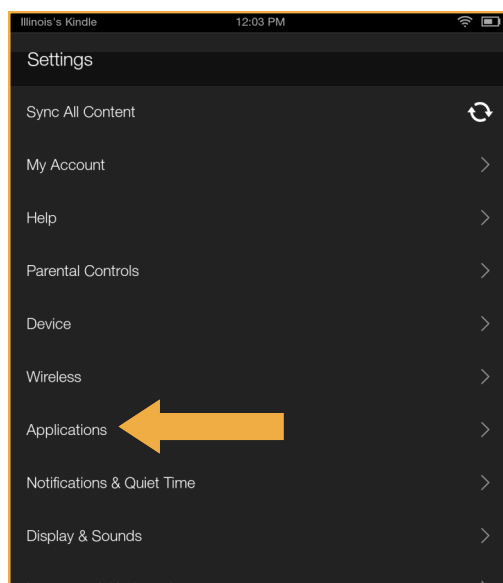 Illinois's Kindle 12:03 PM
Settings
Sync All Content
My Account
Help
Parental Controls
Device
Wireless
Applications
Notifications & Quiet Time
Display & Sounds